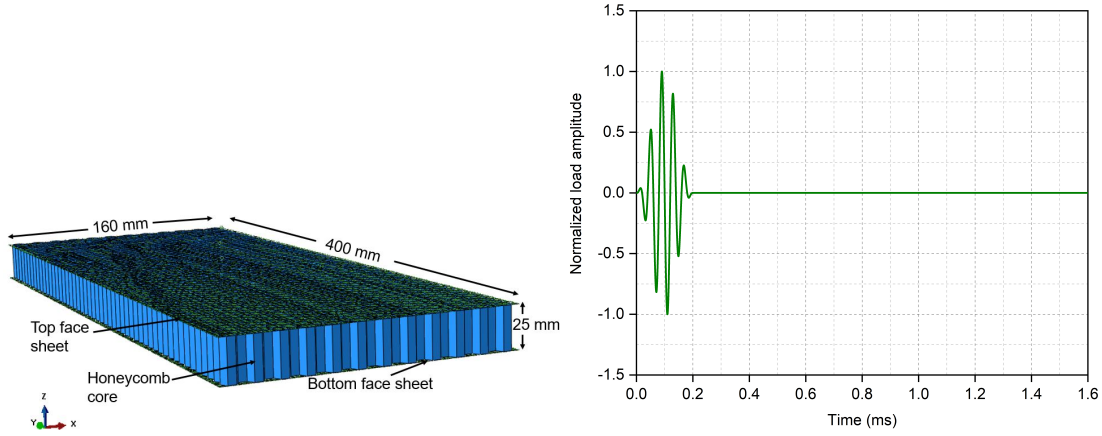 160 mm
400 mm
25 mm
Top face
sheet
Honeycomb
core
Bottom face sheet
Z
Y
X
Normalized load amplitude
1.5
1.0
0.5
0.0
-0.5
-1.0
-1.5
0.0 0.2 0.4 0.6 0.8 1.0 1.2 1.4 1.6
Time (ms)